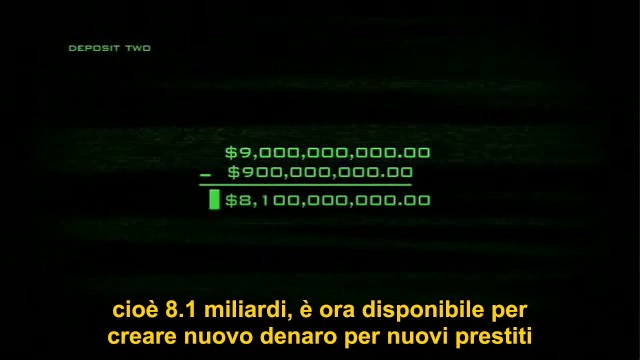 DEPOSIT TWO
$9,000,000,000.00
- $900,000,000.00
$8,100,000,000.00
cioè 8.1 miliardi, è ora disponibile per
creare nuovo denaro per nuovi prestiti